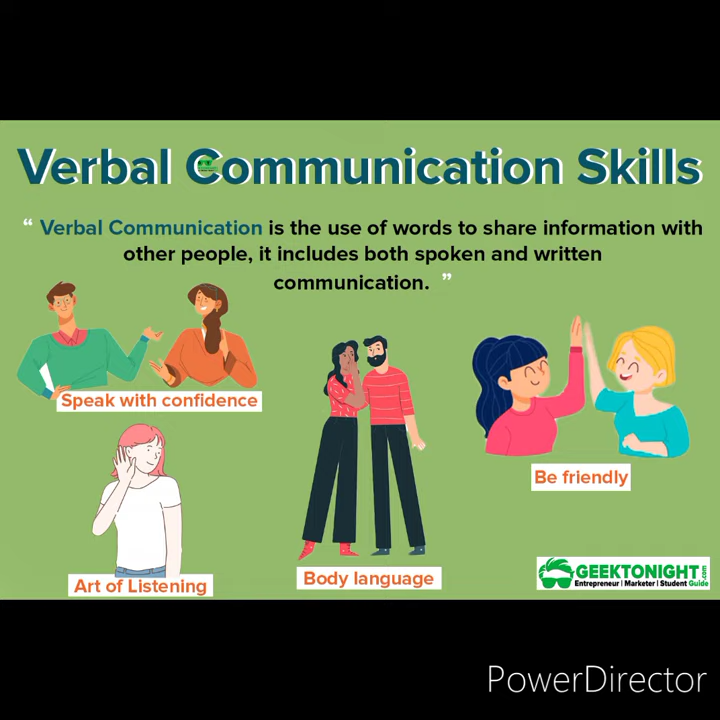 Verbal Communication Skills
“ Verbal Communication is the use of words to share information with
other people, it includes both spoken and written
communication. ”
Speak with confidence
Be friendly
Art of Listening
Body language
GEEKTONIGHT.com
Entrepreneur | Marketer | Student Guide
PowerDirector